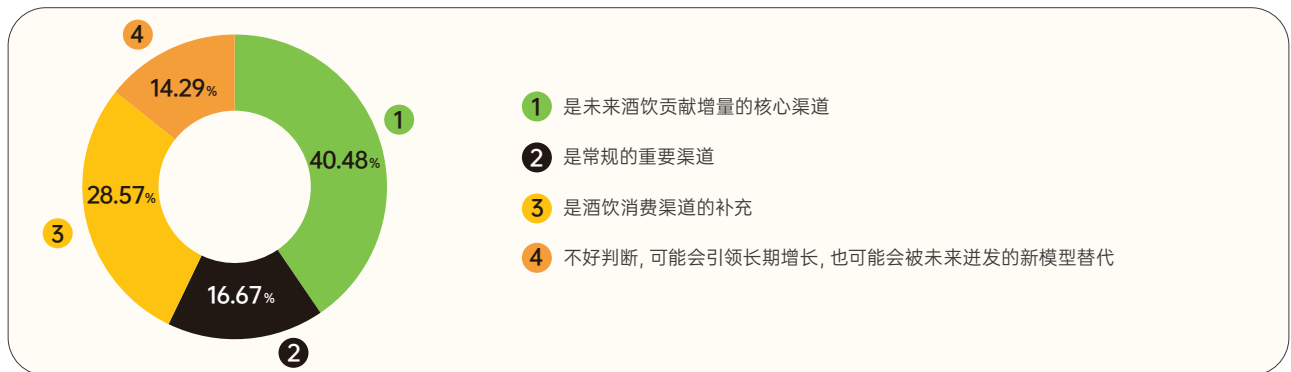 4
14.29%
1
40.48%
28.57%
3
16.67%
2
1 是未来酒饮贡献增量的核心渠道
2 是常规的重要渠道
3 是酒饮消费渠道的补充
4 不好判断, 可能会引领长期增长, 也可能会被未来迸发的新模型替代